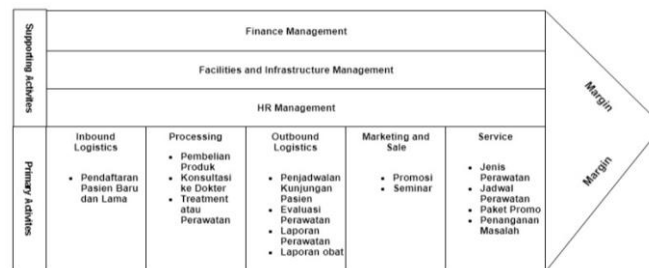 Supporting Activites
Finance Management
Facilities and Infrastructure Management
HR Management
Margin
Primary Activites
Inbound
Logistics
• Pendaftaran
Pasien Baru
dan Lama
Processing
• Pembelian
Produk
• Konsultasi
ke Dokter
• Treatment
atau
Perawatan
Outbound
Logistics
• Penjadwalan
Kunjungan
Pasien
• Evaluasi
Perawatan
• Laporan
Perawatan
• Laporan obat
Marketing and
Sale
• Promosi
• Seminar
Service
• Jenis
Perawatan
• Jadwal
Perawatan
• Paket Promo
• Penanganan
Masalah
Margin